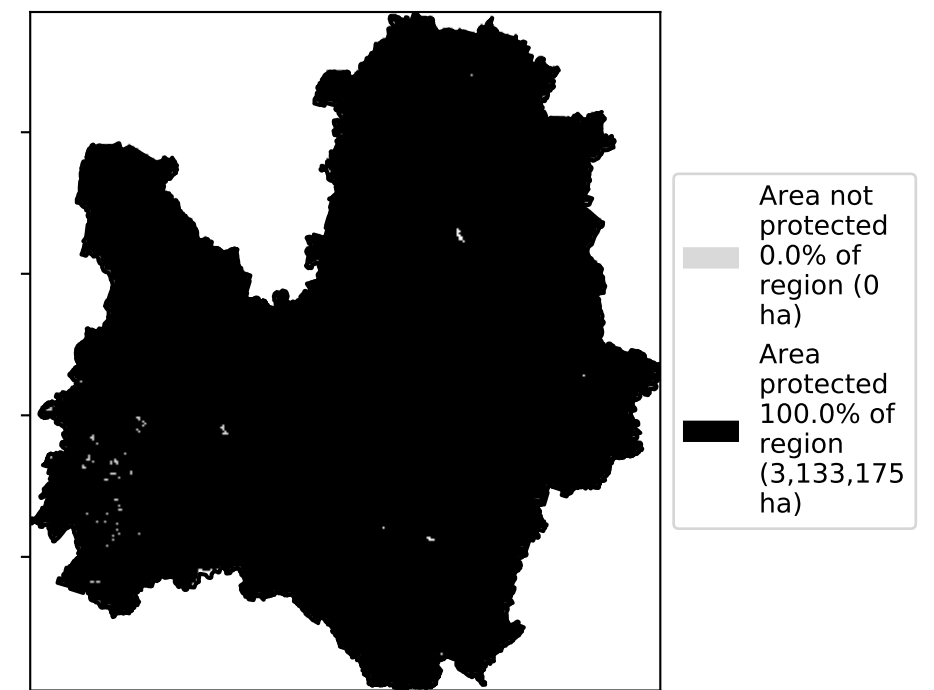 Area not
protected
0.0% of
region (0
ha)
Area
protected
100.0% of
region
(3,133,175
ha)